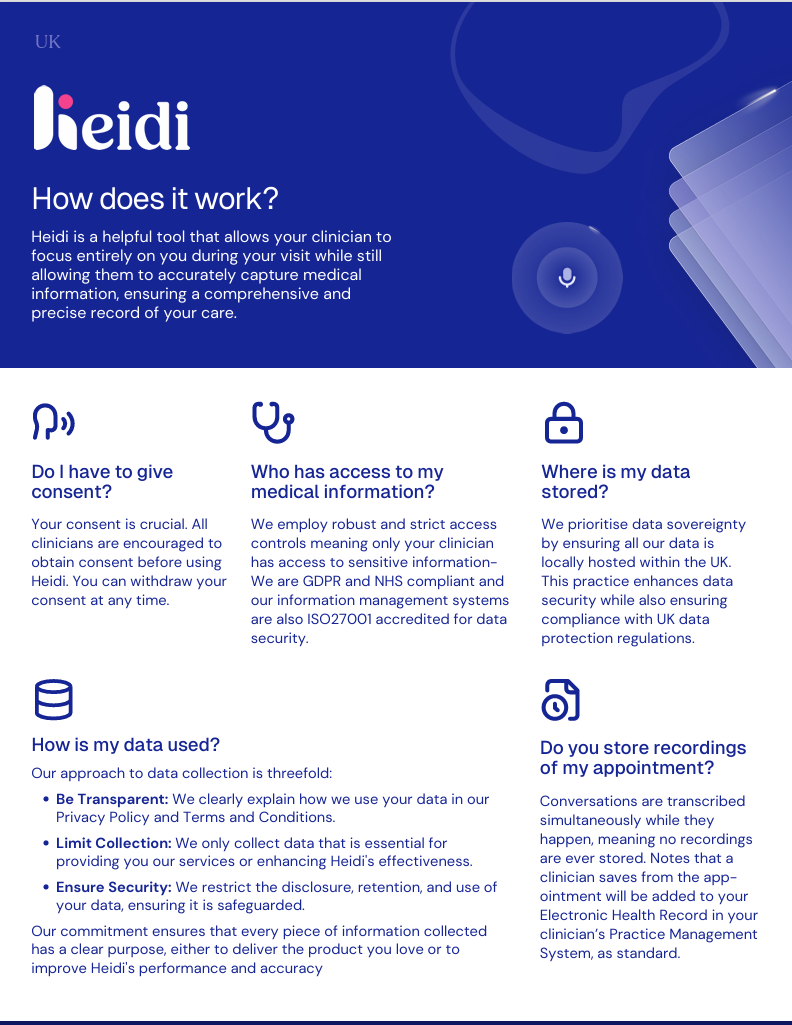 UK
heidi
How does it work?
Heidi is a helpful tool that allows your clinician to
focus entirely on you during your visit while still
allowing them to accurately capture medical
information, ensuring a comprehensive and
precise record of your care.
Do I have to give
consent?
Your consent is crucial. All
clinicians are encouraged to
obtain consent before using
Heidi. You can withdraw your
consent at any time.
Who has access to my
medical information?
We employ robust and strict access
controls meaning only your clinician
has access to sensitive information-
We are GDPR and NHS compliant and
our information management systems
are also ISO27001 accredited for data
security.
Where is my data
stored?
We prioritise data sovereignty
by ensuring all our data is
locally hosted within the UK.
This practice enhances data
security while also ensuring
compliance with UK data
protection regulations.
How is my data used?
Our approach to data collection is threefold:
• Be Transparent: We clearly explain how we use your data in our
Privacy Policy and Terms and Conditions.
• Limit Collection: We only collect data that is essential for
providing you our services or enhancing Heidi's effectiveness.
• Ensure Security: We restrict the disclosure, retention, and use of
your data, ensuring it is safeguarded.
Our commitment ensures that every piece of information collected
has a clear purpose, either to deliver the product you love or to
improve Heidi's performance and accuracy
Do you store recordings
of my appointment?
Conversations are transcribed
simultaneously while they
happen, meaning no recordings
are ever stored. Notes that a
clinician saves from the app-
ointment will be added to your
Electronic Health Record in your
clinician’s Practice Management
System, as standard.